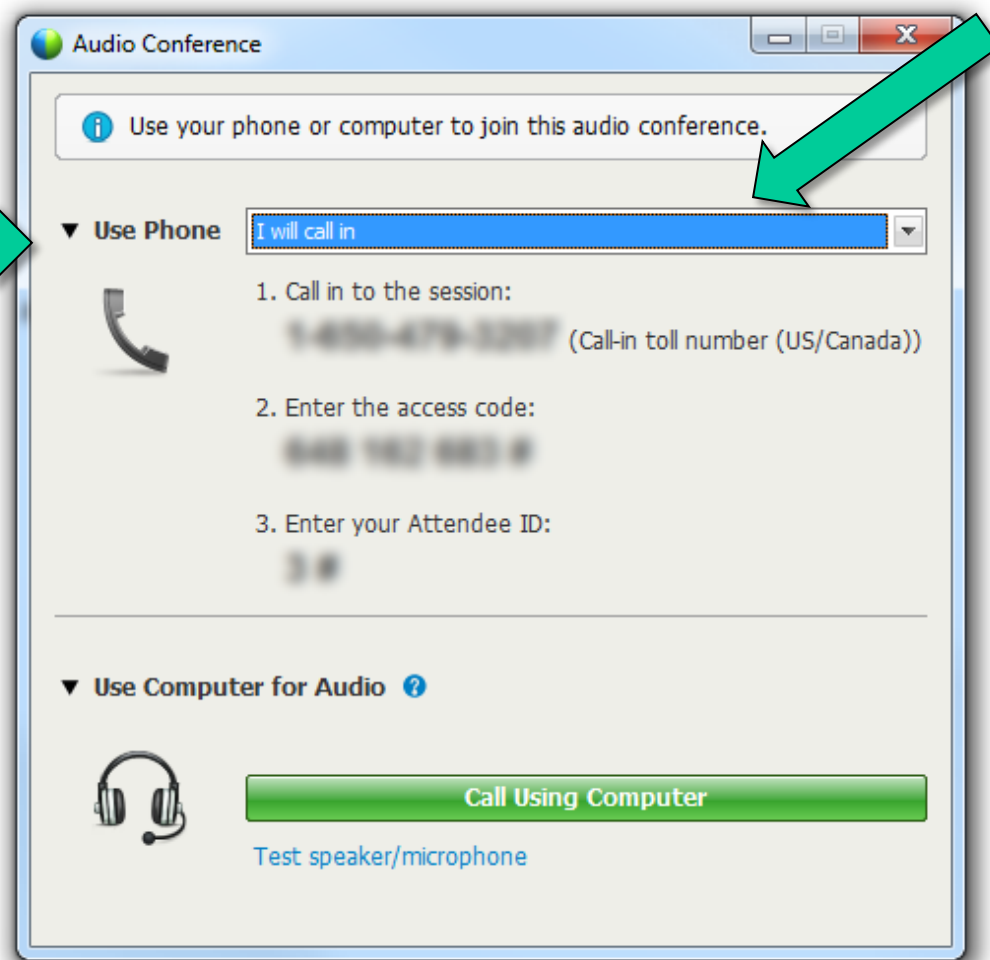 Audio Conference
Use your phone or computer to join this audio conference.
Use Phone
I will call in
1. Call in to the session:
(Call-in toll number (US/Canada))
2. Enter the access code:
3. Enter your Attendee ID:
Use Computer for Audio
Call Using Computer
Test speaker/microphone